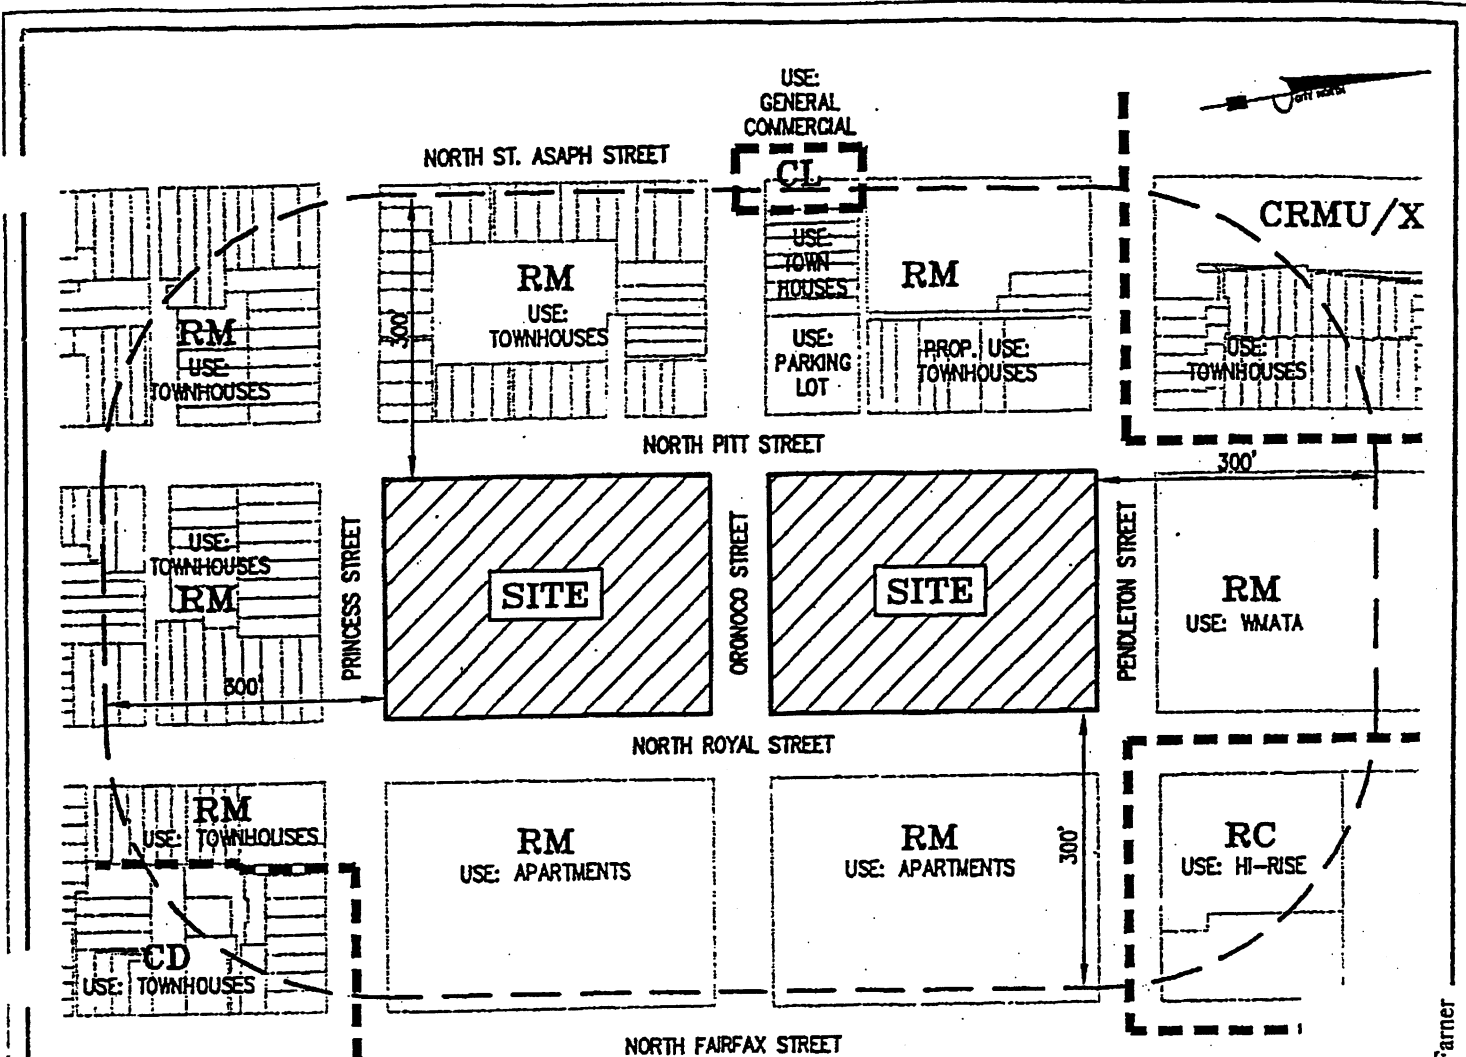 USE:
GENERAL
COMMERCIAL
NORTH ST. ASAPH STREET
CL
CRMU/X
USE:
TOWN
HOUSES
RM
RM
USE:
TOWNHOUSES
300'
RM
USE:
TOWNHOUSES
USE:
PARKING
LOT
PROP. USE:
TOWNHOUSES
USE:
TOWNHOUSES
NORTH PITT STREET
300'
USE:
TOWNHOUSES
RM
PRINCESS STREET
SITE
ORONOCO STREET
SITE
PENDLETON STREET
RM
USE: WMATA
300'
NORTH ROYAL STREET
RM
USE: TOWNHOUSES
RM
USE: APARTMENTS
RM
USE: APARTMENTS
300'
RC
USE: HI-RISE
CD
USE: TOWNHOUSES
NORTH FAIRFAX STREET
Farner